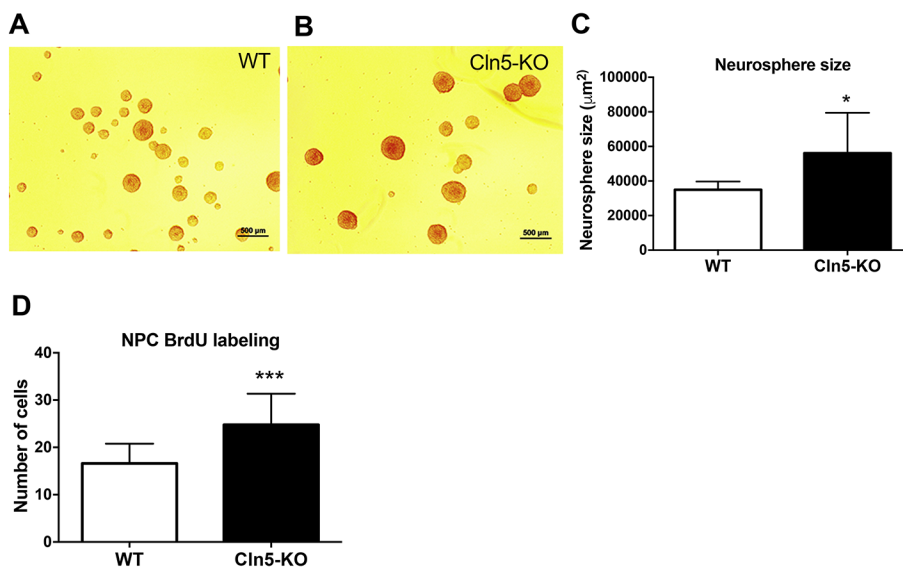 A
WT
500 µm
B
Cln5-KO
500 µm
C
Neurosphere size
Neurosphere size (µm²)
100000
80000
60000
40000
20000
0
*
WT
Cln5-KO
D
NPC BrdU labeling
Number of cells
40
30
20
10
0
***
WT
Cln5-KO